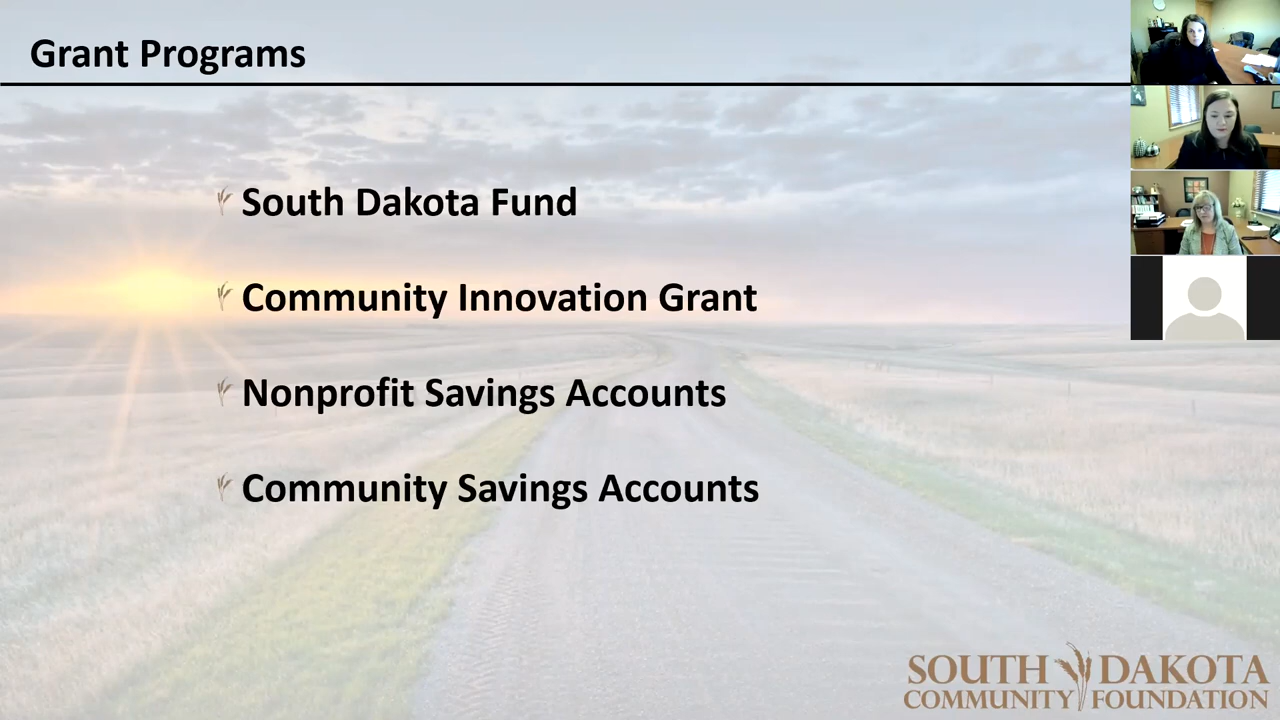 Grant Programs
South Dakota Fund
Community Innovation Grant
Nonprofit Savings Accounts
Community Savings Accounts
SOUTH DAKOTA
COMMUNITY FOUNDATION